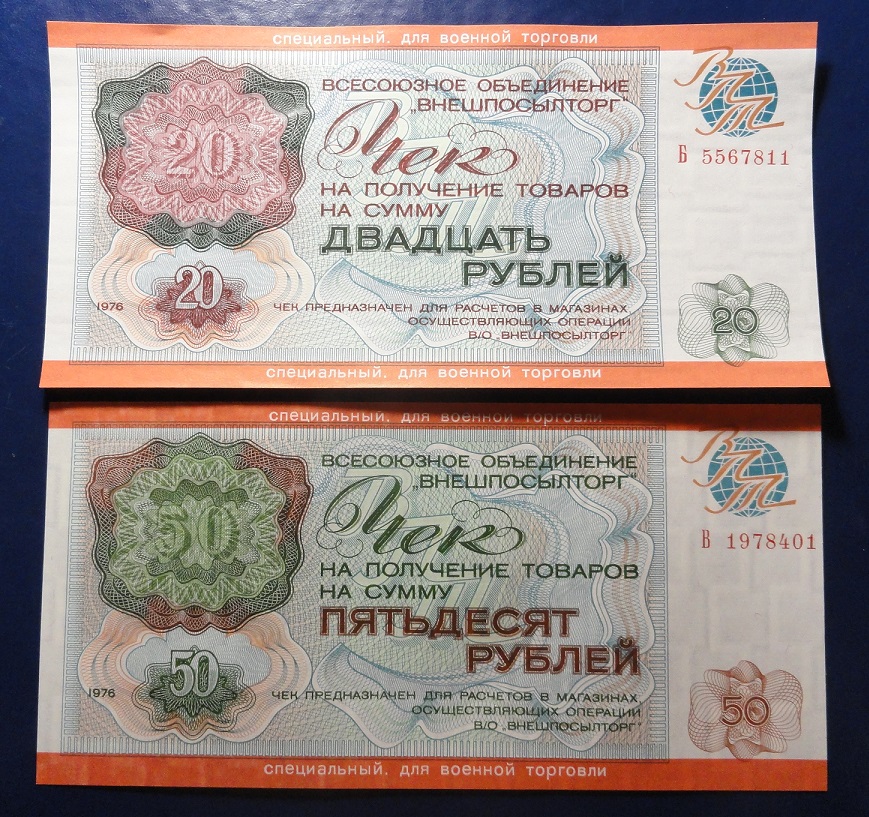 специальный. для военной торговли
20
ВСЕСОЮЗНОЕ ОБЪЕДИНЕНИЕ
„ВНЕШПОСЫЛТОРГ"
ВПТ
Чек
Б 5567811
НА ПОЛУЧЕНИЕ ТОВАРОВ
НА СУММУ
ДВАДЦАТЬ
РУБЛЕЙ
20
1976
ЧЕК ПРЕДНАЗНАЧЕН ДЛЯ РАСЧЕТОВ В МАГАЗИНАХ,
ОСУЩЕСТВЛЯЮЩИХ ОПЕРАЦИИ
В/О „ВНЕШПОСЫЛТОРГ"
20
специальный. для военной торговли
специальный. для военной торговли
50
ВСЕСОЮЗНОЕ ОБЪЕДИНЕНИЕ
„ВНЕШПОСЫЛТОРГ"
ВПТ
Чек
В 1978401
НА ПОЛУЧЕНИЕ ТОВАРОВ
НА СУММУ
ПЯТЬДЕСЯТ
РУБЛЕЙ
50
1976
ЧЕК ПРЕДНАЗНАЧЕН ДЛЯ РАСЧЕТОВ В МАГАЗИНАХ,
ОСУЩЕСТВЛЯЮЩИХ ОПЕРАЦИИ
В/О „ВНЕШПОСЫЛТОРГ"
50
специальный. для военной торговли